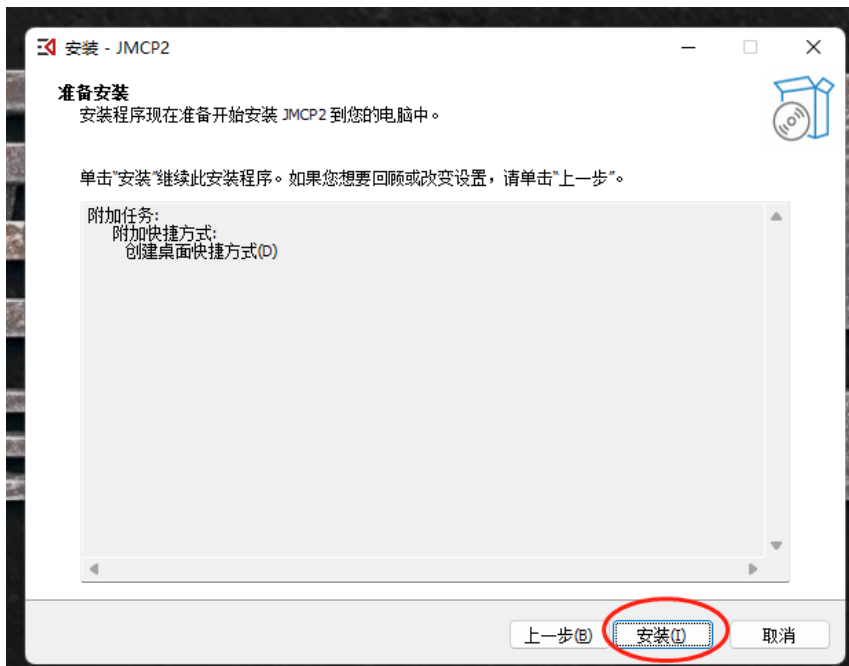 安装 - JMCP2
准备安装
安装程序现在准备开始安装 JMCP2 到您的电脑中。
单击"安装"继续此安装程序。如果您想要回顾或改变设置，请单击"上一步"。
附加任务:
附加快捷方式:
创建桌面快捷方式(D)
上一步(B) 安装(I) 取消